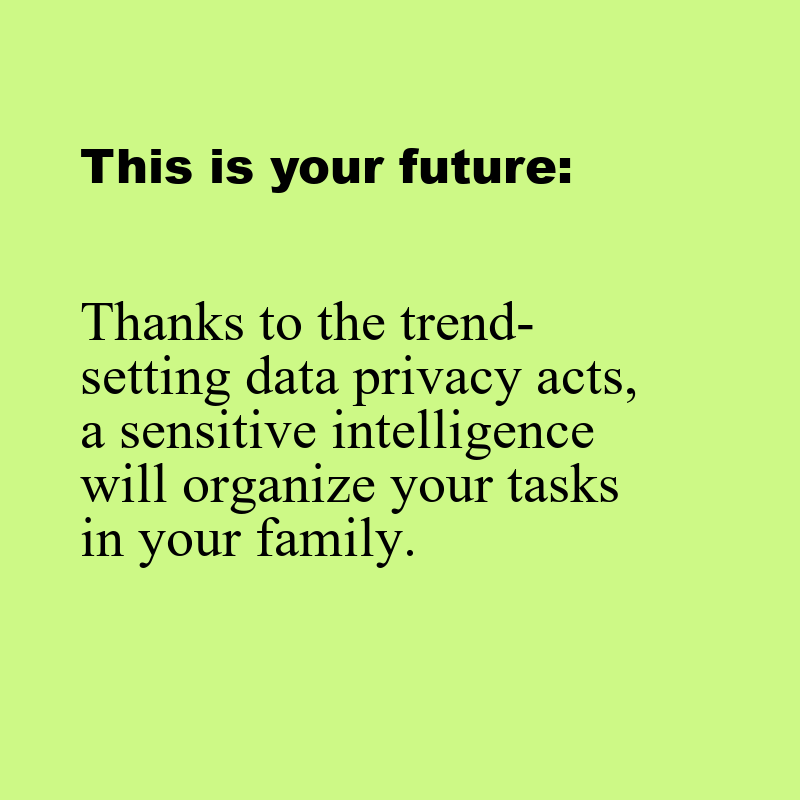 This is your future:
Thanks to the trend-
setting data privacy acts,
a sensitive intelligence
will organize your tasks
in your family.